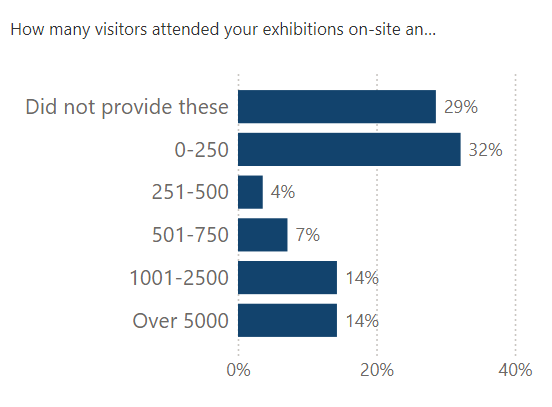 How many visitors attended your exhibitions on-site an...
Did not provide these 29%
0-250 32%
251-500 4%
501-750 7%
1001-2500 14%
Over 5000 14%
0% 20% 40%